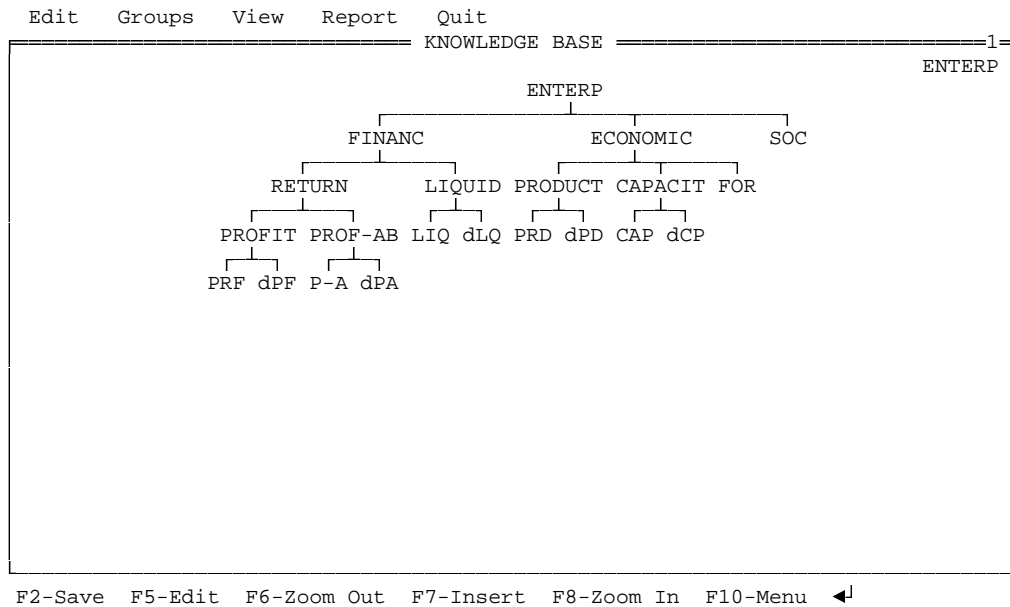 Edit Groups View Report Quit
KNOWLEDGE BASE 1
ENTERP
ENTERP
FINANC ECONOMIC SOC
RETURN LIQUID PRODUCT CAPACIT FOR
PROFIT PROF-AB LIQ dLQ PRD dPD CAP dCP
PRF dPF P-A dPA
F2-Save F5-Edit F6-Zoom Out F7-Insert F8-Zoom In F10-Menu